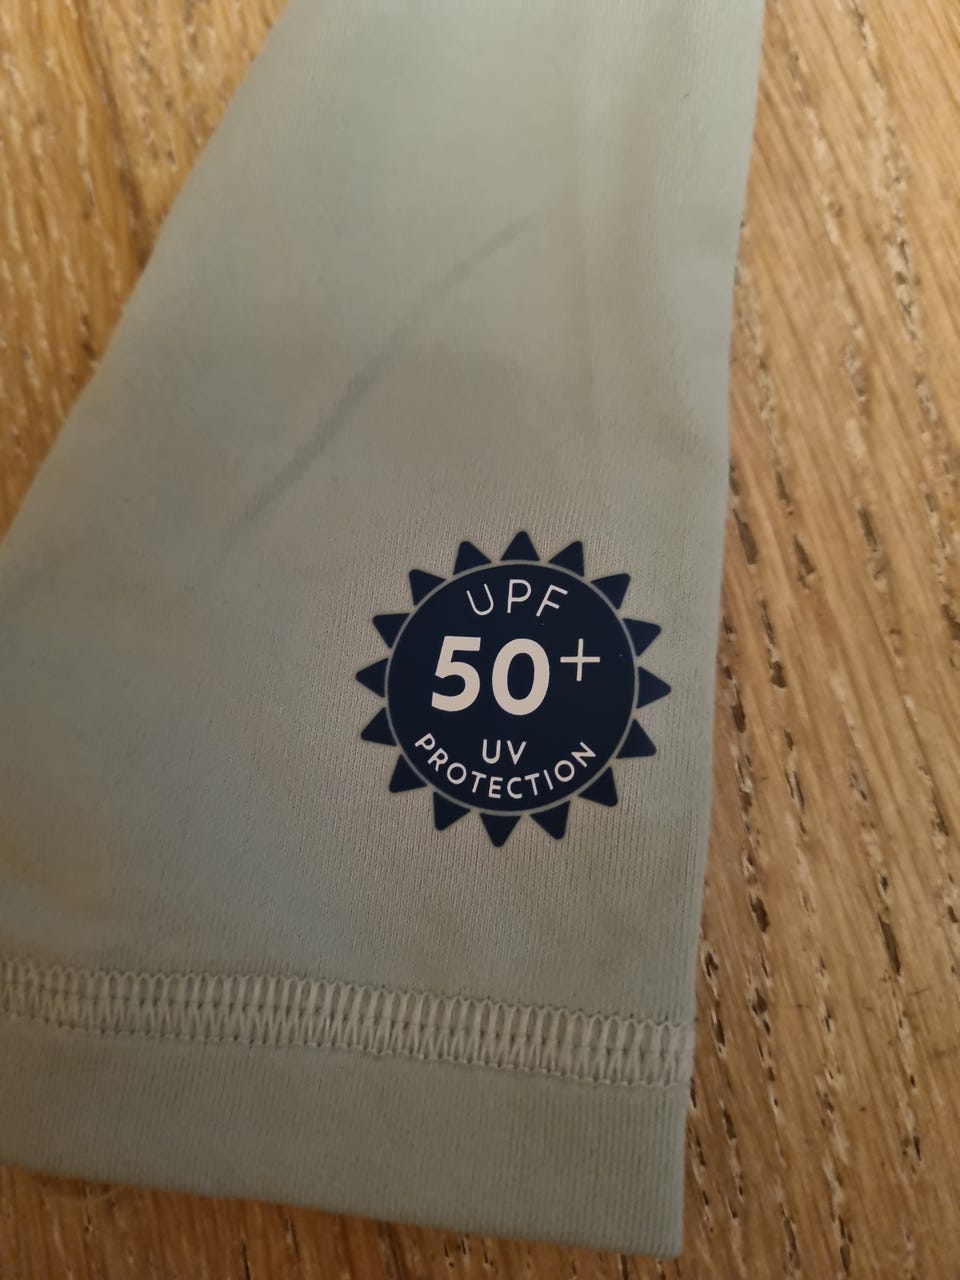 UPF
50+
UV
PROTECTION